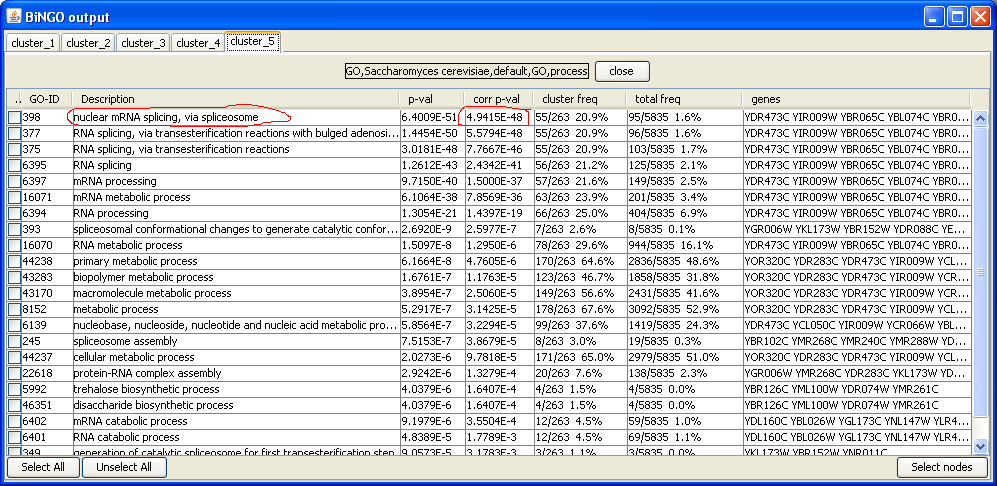 BiNGO output
cluster_1 cluster_2 cluster_3 cluster_4 cluster_5
GO,Saccharomyces cerevisiae,default,GO,process close
.. GO-ID Description p-val corr p-val cluster freq total freq genes
398 nuclear mRNA splicing, via spliceosome 6.4009E-51 4.9415E-48 55/263 20.9% 95/5835 1.6% YDR473C YIR009W YBR065C YBL074C YBR0...
377 RNA splicing, via transesterification reactions with bulged adenosi... 1.4454E-50 5.5794E-48 55/263 20.9% 96/5835 1.6% YDR473C YIR009W YBR065C YBL074C YBR0...
375 RNA splicing, via transesterification reactions 3.0181E-48 7.7667E-46 55/263 20.9% 103/5835 1.7% YDR473C YIR009W YBR065C YBL074C YBR0...
6395 RNA splicing 1.2612E-43 2.4342E-41 56/263 21.2% 125/5835 2.1% YDR473C YIR009W YBR065C YBL074C YBR0...
6397 mRNA processing 9.7150E-40 1.5000E-37 57/263 21.6% 149/5835 2.5% YDR473C YIR009W YBR065C YBL074C YBR0...
16071 mRNA metabolic process 6.1064E-38 7.8569E-36 63/263 23.9% 201/5835 3.4% YDR473C YIR009W YBR065C YBL074C YBR0...
6394 RNA processing 1.3054E-21 1.4397E-19 66/263 25.0% 404/5835 6.9% YDR473C YIR009W YBR065C YBL074C YBR0...
393 spliceosomal conformational changes to generate catalytic confor... 2.6920E-9 2.5977E-7 7/263 2.6% 8/5835 0.1% YGR006W YKL173W YBR152W YDR088C YE...
16070 RNA metabolic process 1.5097E-8 1.2950E-6 78/263 29.6% 944/5835 16.1% YDR473C YIR009W YBR065C YBL074C YBR0...
44238 primary metabolic process 6.1664E-8 4.7605E-6 170/263 64.6% 2836/5835 48.6% YOR320C YDR283C YDR473C YIR009W YCL...
43283 biopolymer metabolic process 1.6761E-7 1.1763E-5 123/263 46.7% 1858/5835 31.8% YDR283C YDR473C YIR009W YCR066W YBR0...
43170 macromolecule metabolic process 3.8954E-7 2.5060E-5 149/263 56.6% 2431/5835 41.6% YOR320C YDR283C YDR473C YIR009W YCR0...
8152 metabolic process 5.2917E-7 3.1425E-5 178/263 67.6% 3092/5835 52.9% YOR320C YDR283C YDR473C YIR009W YCL...
6139 nucleobase, nucleoside, nucleotide and nucleic acid metabolic pro... 5.8564E-7 3.2294E-5 99/263 37.6% 1419/5835 24.3% YDR473C YCL050C YIR009W YCR066W YBL...
245 spliceosome assembly 7.5153E-7 3.8679E-5 8/263 3.0% 19/5835 0.3% YBR102C YMR268C YMR240C YMR288W YD...
44237 cellular metabolic process 2.0273E-6 9.7818E-5 171/263 65.0% 2979/5835 51.0% YOR320C YDR283C YDR473C YIR009W YCL...
22618 protein-RNA complex assembly 2.9242E-6 1.3279E-4 20/263 7.6% 138/5835 2.3% YGR006W YMR268C YDR283C YKL173W YD...
5992 trehalose biosynthetic process 4.0379E-6 1.6407E-4 4/263 1.5% 4/5835 0.0% YBR126C YML100W YDR074W YMR261C
46351 disaccharide biosynthetic process 4.0379E-6 1.6407E-4 4/263 1.5% 4/5835 0.0% YBR126C YML100W YDR074W YMR261C
6402 mRNA catabolic process 9.1979E-6 3.5504E-4 12/263 4.5% 59/5835 1.0% YDL160C YBL026W YGL173C YNL147W YLR4...
6401 RNA catabolic process 4.8389E-5 1.7789E-3 12/263 4.5% 69/5835 1.1% YDL160C YBL026W YGL173C YNL147W YLR4...
349 generation of catalytic spliceosome for first transesterification step 9.0573E-5 3.1783E-3 3/263 1.1% 3/5835 0.0% YKL173W YBR152W YNR011C
Select All Unselect All Select nodes